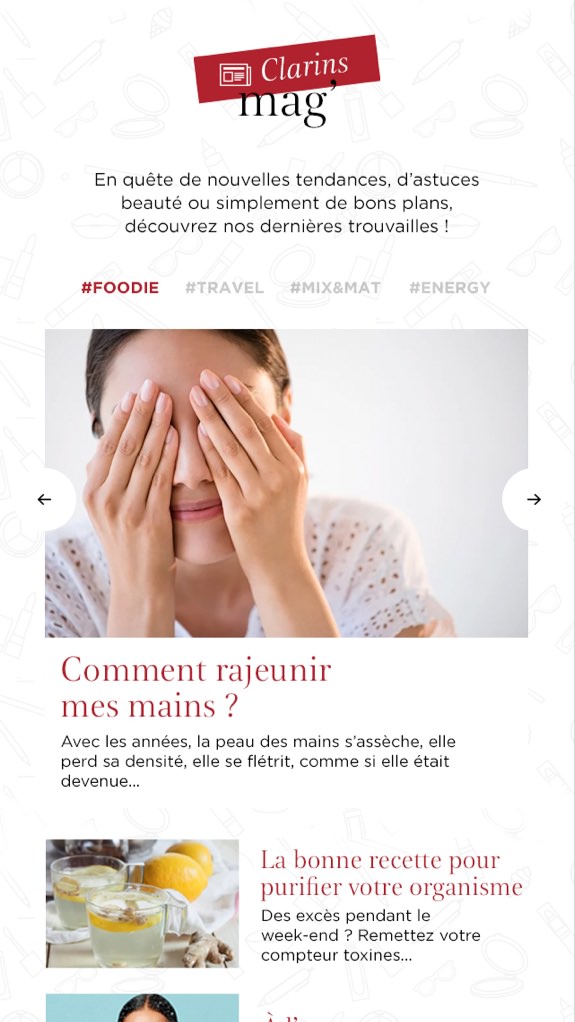 Clarins
mag’
En quête de nouvelles tendances, d’astuces
beauté ou simplement de bons plans,
découvrez nos dernières trouvailles !
#FOODIE #TRAVEL #MIX&MAT #ENERGY
Comment rajeunir
mes mains ?
Avec les années, la peau des mains s’assèche, elle
perd sa densité, elle se flétrit, comme si elle était
devenue...
La bonne recette pour
purifier votre organisme
Des excès pendant le
week-end ? Remettez votre
compteur toxines...